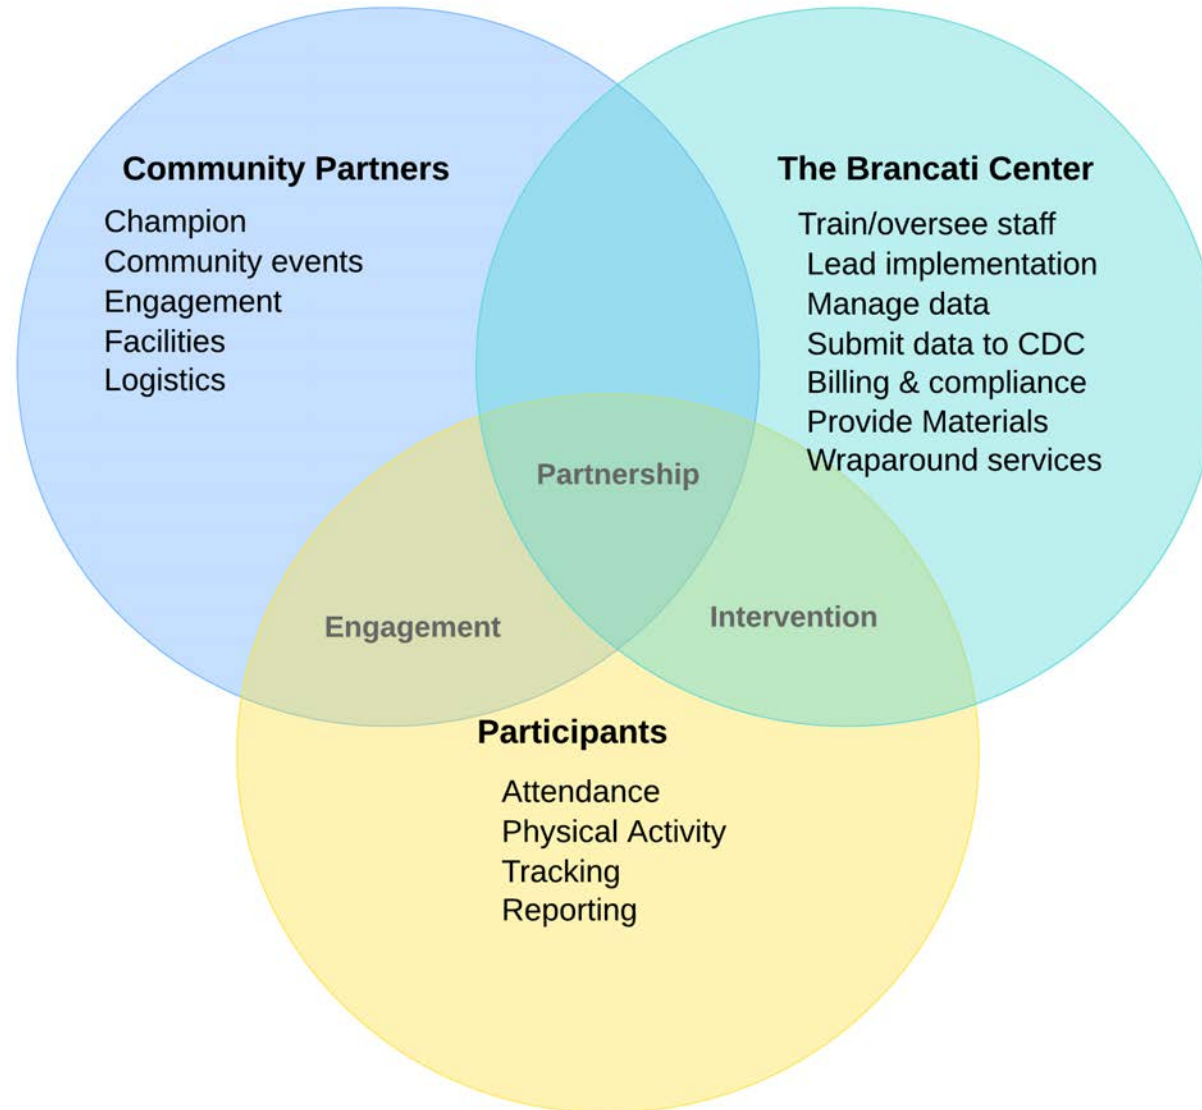 Community Partners
Champion
Community events
Engagement
Facilities
Logistics
The Brancati Center
Train/oversee staff
Lead implementation
Manage data
Submit data to CDC
Billing & compliance
Provide Materials
Wraparound services
Partnership
Engagement
Intervention
Participants
Attendance
Physical Activity
Tracking
Reporting